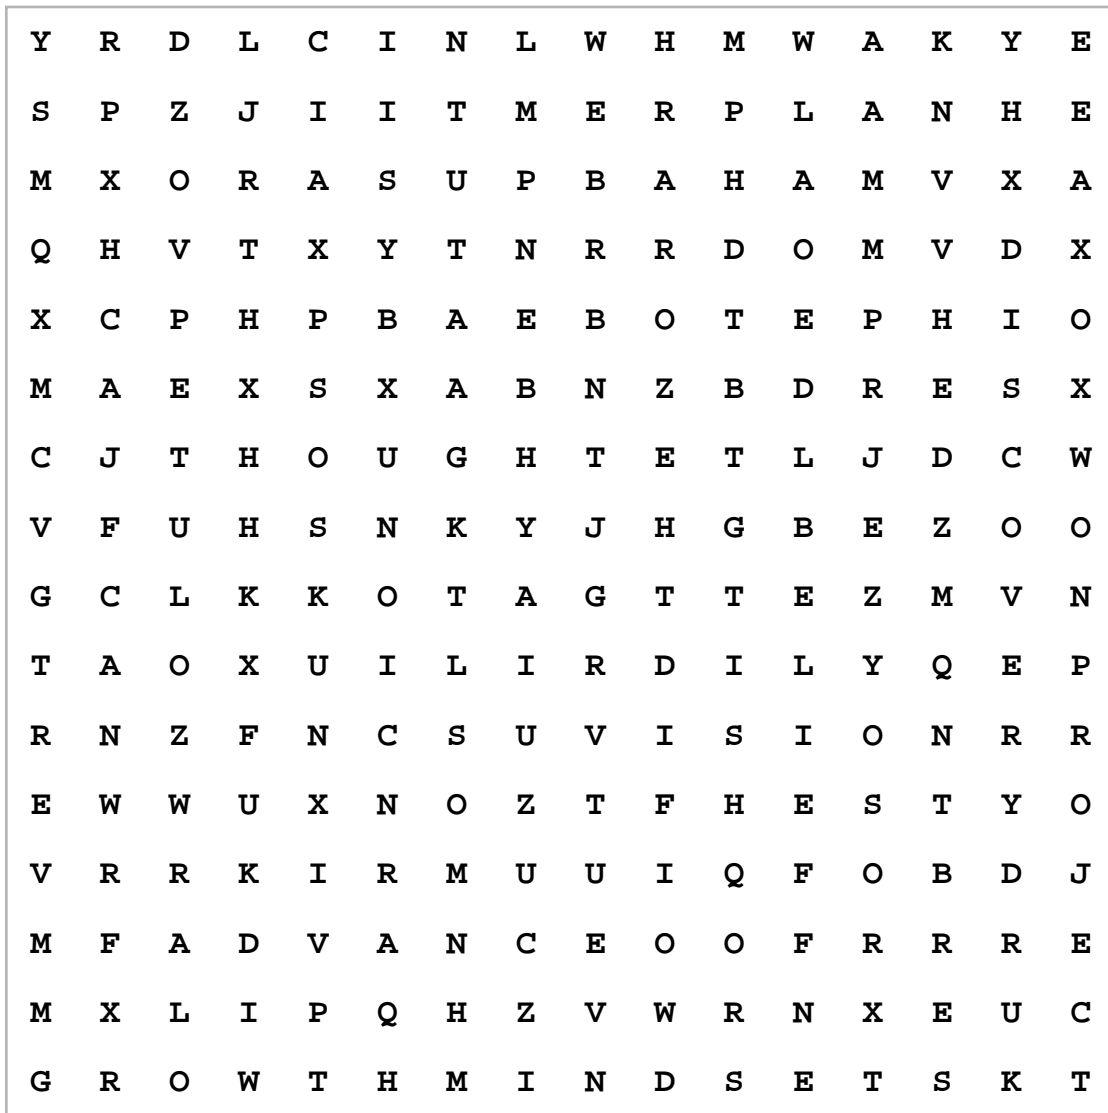 Y R D L C I N L W H M W A K Y E
S P Z J I I T M E R P L A N H E
M X O R A S U P B A H A M V X A
Q H V T X Y T N R R D O M V D X
X C P H P B A E B O T E P H I O
M A E X S X A B N Z B D R E S X
C J T H O U G H T E T L J D C W
V F U H S N K Y J H G B E Z O O
G C L K K O T A G T T E Z M V N
T A O X U I L I R D I L Y Q E P
R N Z F N C S U V I S I O N R R
E W W U X N O Z T F H E S T Y O
V R R K I R M U U I Q F O B D J
M F A D V A N C E O O F R R R E
M X L I P Q H Z V W R N X E U C
G R O W T H M I N D S E T S K T